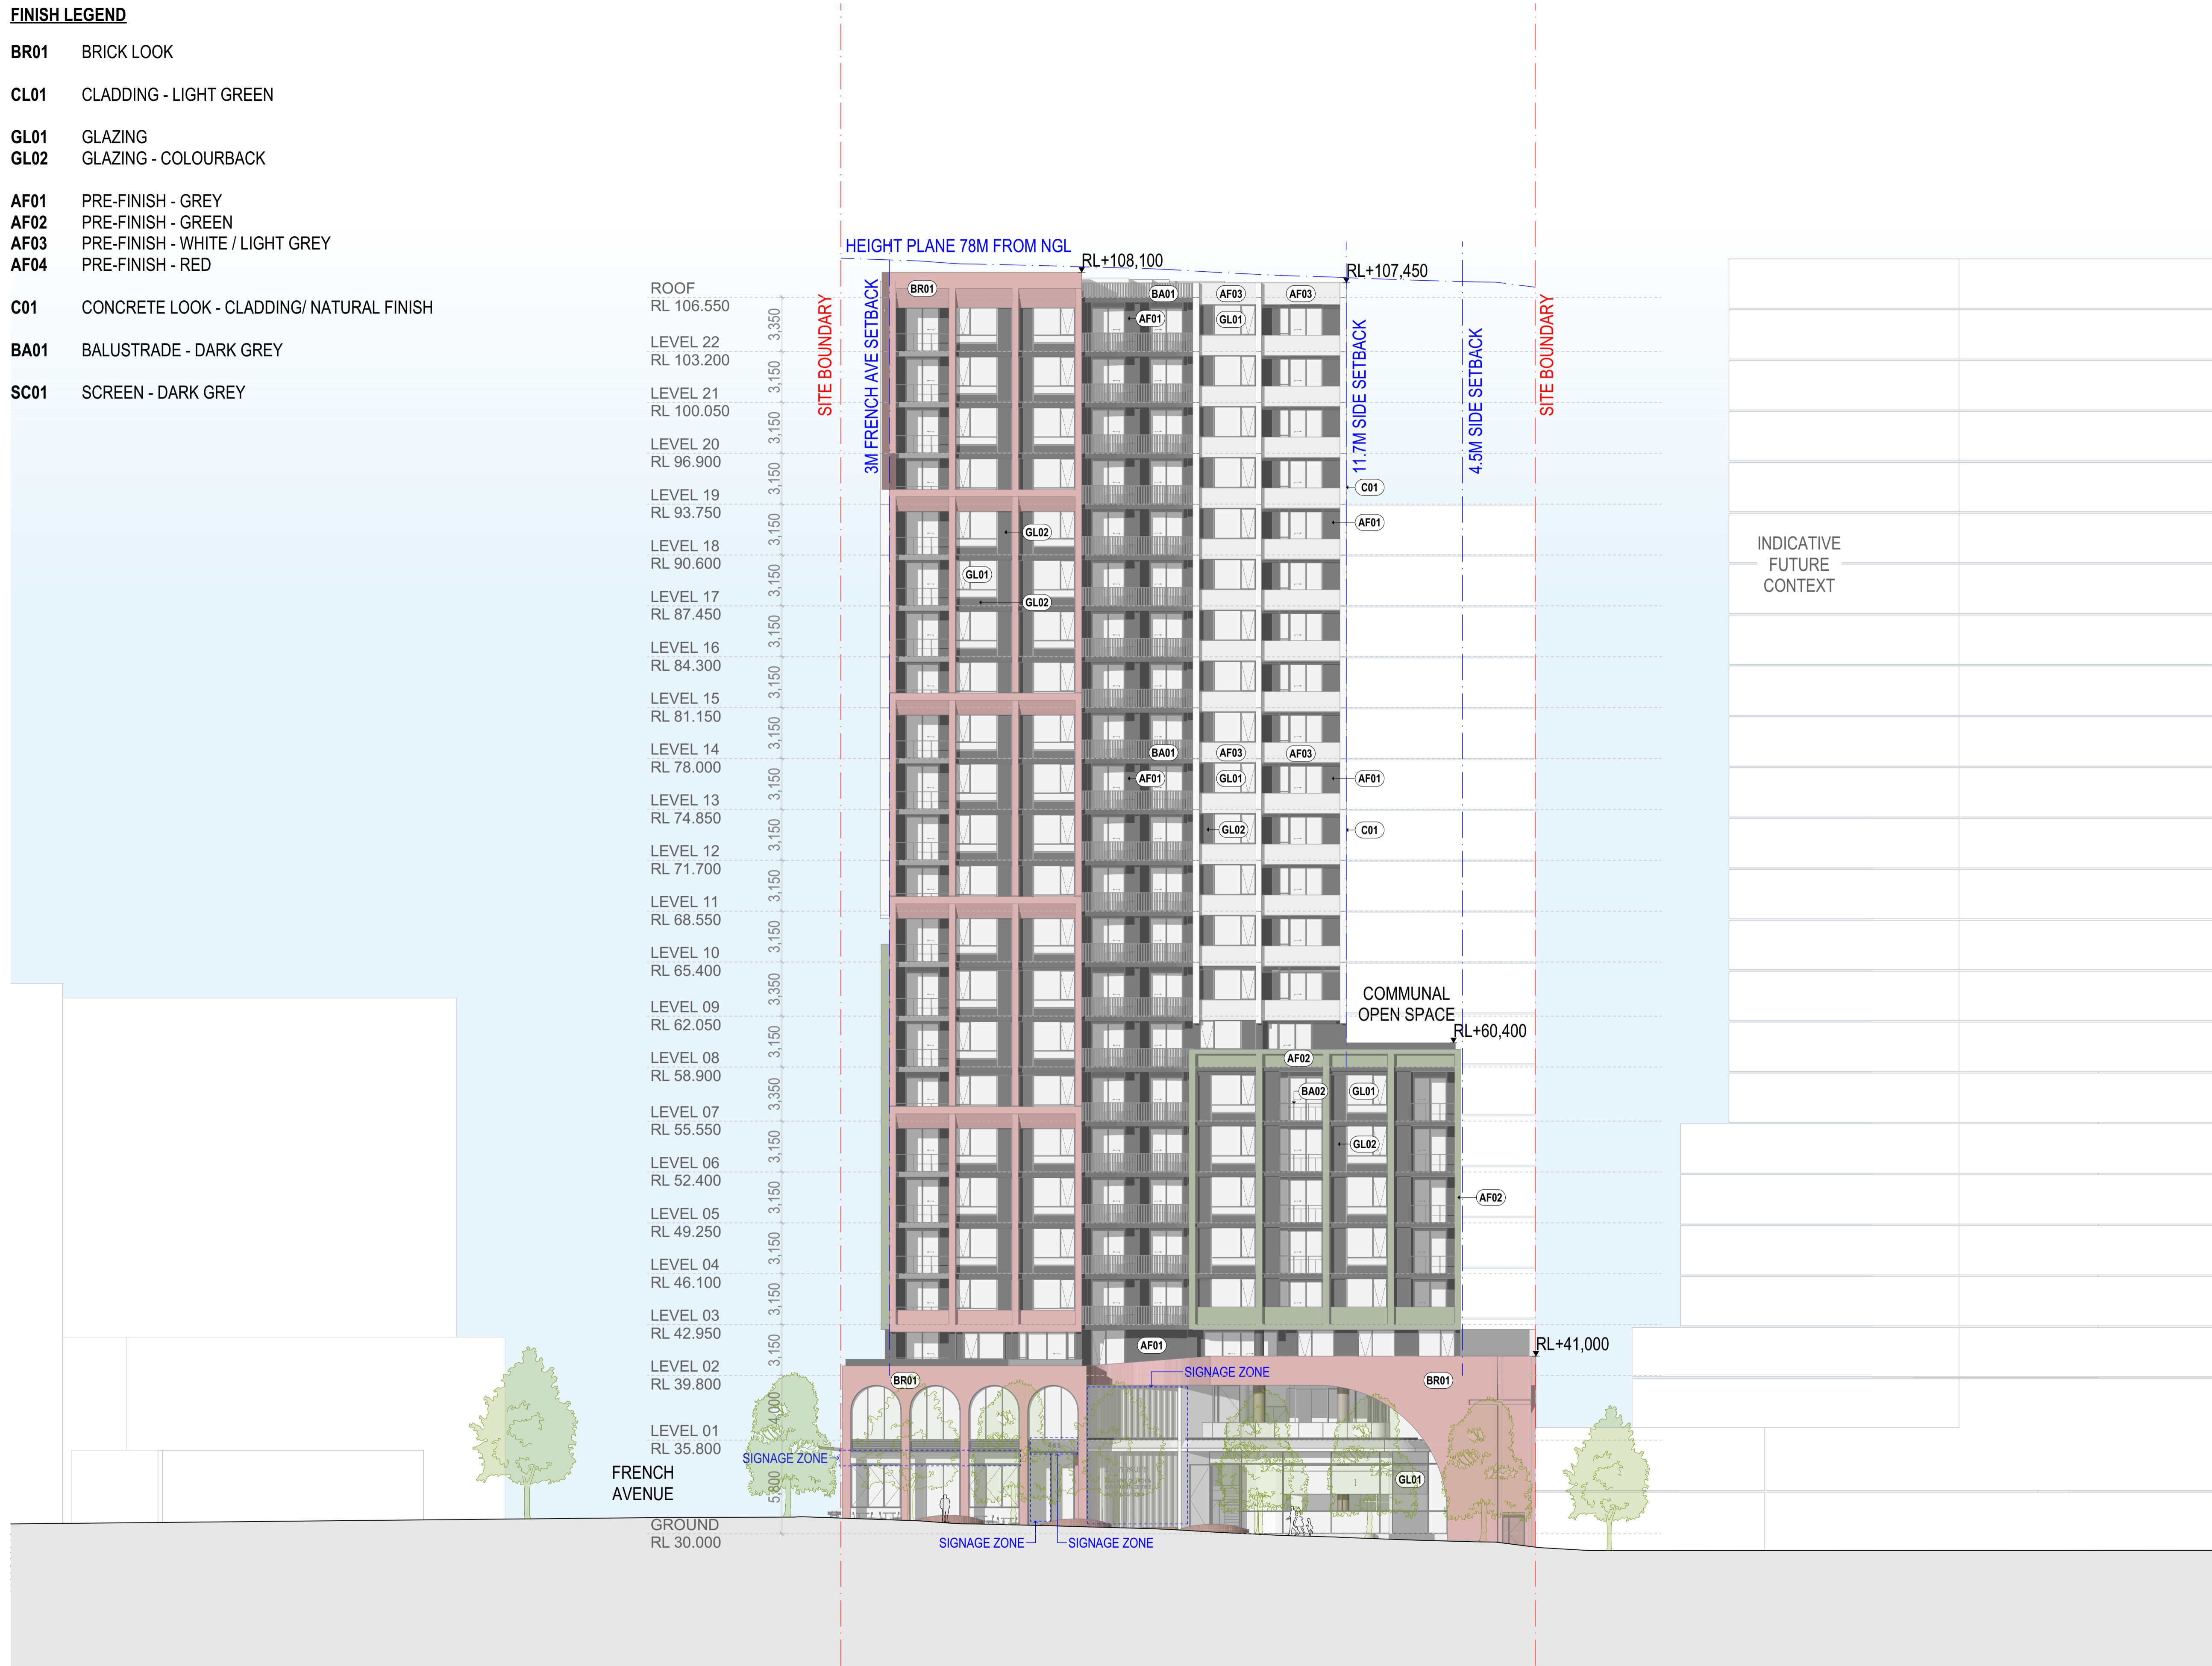 FINISH LEGEND
BR01 BRICK LOOK
CL01 CLADDING - LIGHT GREEN
GL01 GLAZING
GL02 GLAZING - COLOURBACK
AF01 PRE-FINISH - GREY
AF02 PRE-FINISH - GREEN
AF03 PRE-FINISH - WHITE / LIGHT GREY
AF04 PRE-FINISH - RED
C01 CONCRETE LOOK - CLADDING/ NATURAL FINISH
BA01 BALUSTRADE - DARK GREY
SC01 SCREEN - DARK GREY
HEIGHT PLANE 78M FROM NGL
RL+108,100
RL+107,450
SITE BOUNDARY
3M FRENCH AVE SETBACK
11.7M SIDE SETBACK
4.5M SIDE SETBACK
SITE BOUNDARY
ROOF
RL 106.550
3,350
LEVEL 22
RL 103.200
3,150
LEVEL 21
RL 100.050
3,150
LEVEL 20
RL 96.900
3,150
LEVEL 19
RL 93.750
3,150
LEVEL 18
RL 90.600
3,150
LEVEL 17
RL 87.450
3,150
LEVEL 16
RL 84.300
3,150
LEVEL 15
RL 81.150
3,150
LEVEL 14
RL 78.000
3,150
LEVEL 13
RL 74.850
3,150
LEVEL 12
RL 71.700
3,150
LEVEL 11
RL 68.550
3,150
LEVEL 10
RL 65.400
3,350
LEVEL 09
RL 62.050
3,150
LEVEL 08
RL 58.900
3,350
LEVEL 07
RL 55.550
3,150
LEVEL 06
RL 52.400
3,150
LEVEL 05
RL 49.250
3,150
LEVEL 04
RL 46.100
3,150
LEVEL 03
RL 42.950
3,150
LEVEL 02
RL 39.800
4,000
LEVEL 01
RL 35.800
5,800
GROUND
RL 30.000
BR01
BA01
AF03
AF03
AF01
GL01
C01
AF01
GL02
GL01
GL02
INDICATIVE
FUTURE
CONTEXT
BA01
AF03
AF03
AF01
GL01
AF01
GL02
C01
COMMUNAL
OPEN SPACE
RL+60,400
AF02
BA02
GL01
GL02
AF02
AF01
RL+41,000
SIGNAGE ZONE
BR01
BR01
SIGNAGE ZONE
GL01
FRENCH
AVENUE
SIGNAGE ZONE
SIGNAGE ZONE